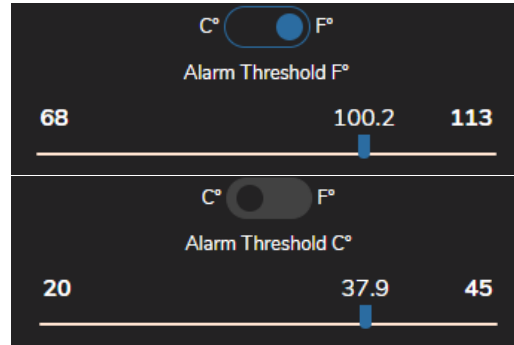 C° F°
Alarm Threshold F°
68 100.2 113
C° F°
Alarm Threshold C°
20 37.9 45